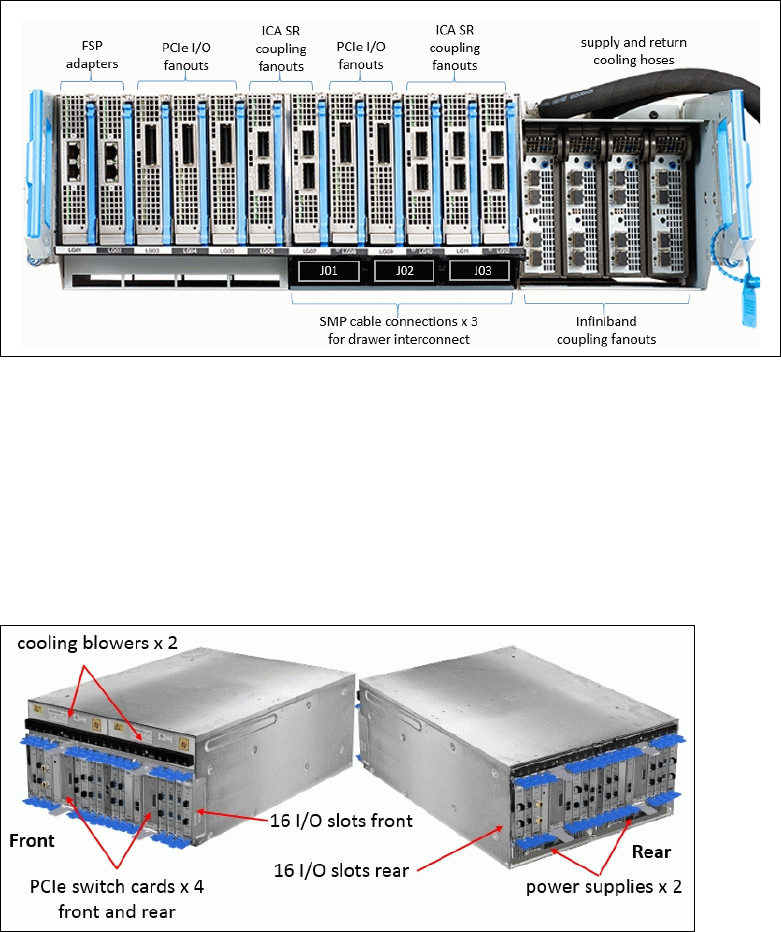 FSP
adapters
PCIe I/O
fanouts
ICA SR
coupling
fanouts
PCIe I/O
fanouts
ICA SR
coupling
fanouts
supply and return
cooling hoses
LG01
LG02
LG03
LG04
LG05
LG06
LG07
LG08
LG09
LG10
LG11
J01
J02
J03
SMP cable connections x 3
for drawer interconnect
Infiniband
coupling fanouts
cooling blowers x 2
16 I/O slots front
Front
PCIe switch cards x 4
front and rear
16 I/O slots rear
Rear
power supplies x 2